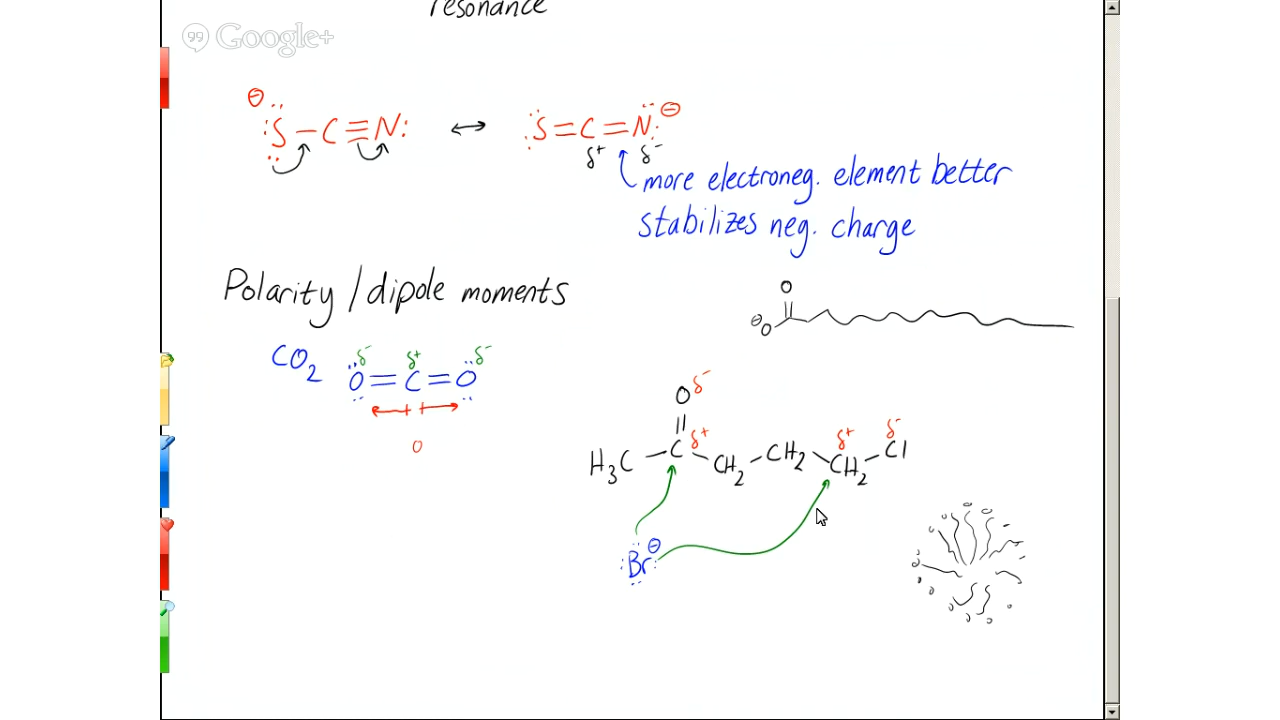 resonance
Google+
⊖
:S̈ – C ≡ N: ↔ :S = C = N̈: ⊖
δ+ δ-
more electroneg. element better
stabilizes neg. charge
Polarity / dipole moments
O
⊖O
CO2 δ- δ+ δ-
O = C = O
0
O δ-
||
H3C – C δ+ – CH2 – CH2 – CH2 δ+ – Cl δ-
:Br: ⊖